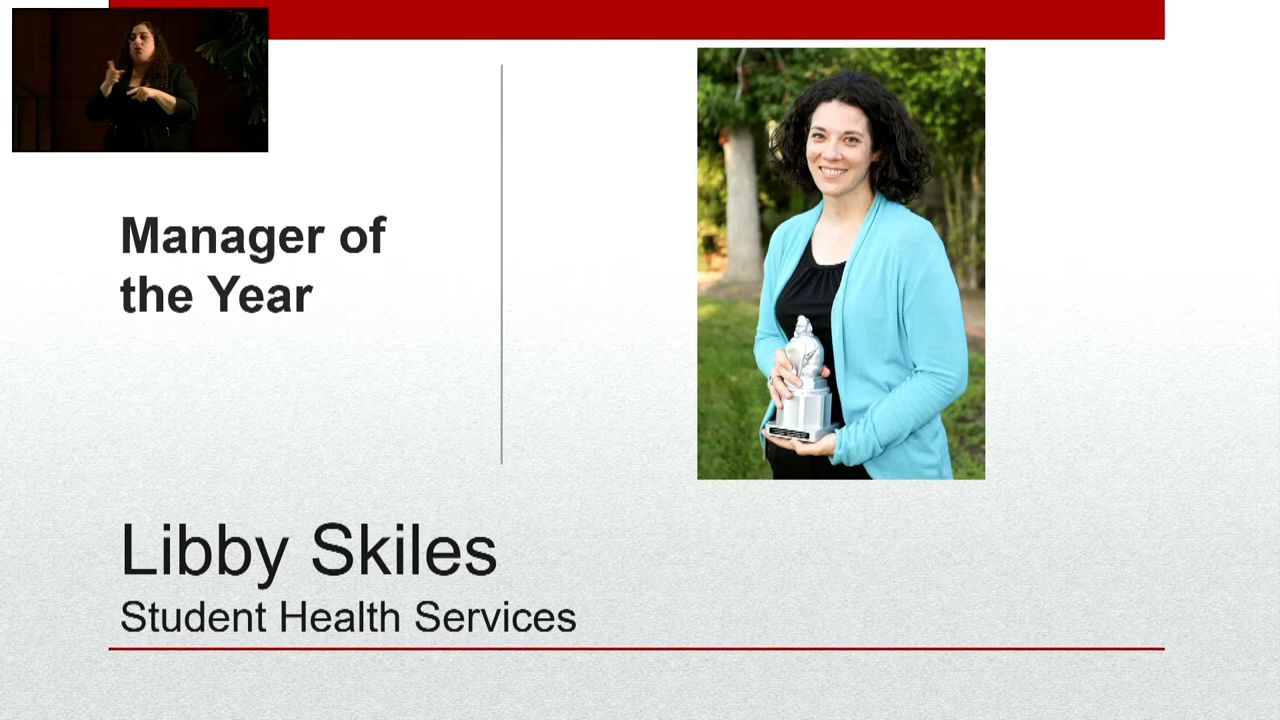 Manager of
the Year
Libby Skiles
Student Health Services